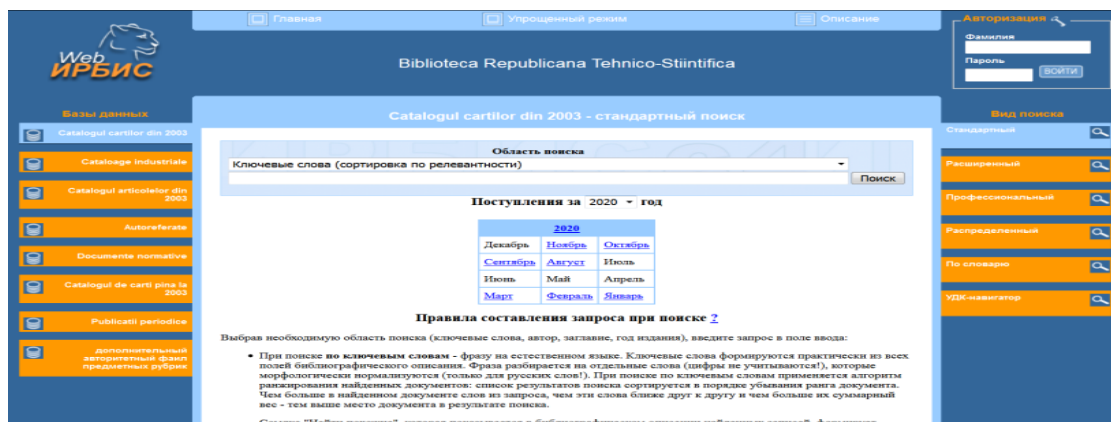 Главная
Упрощенный режим
Описание
Авторизация
Фамилия
Пароль
ВОЙТИ
Web
ИРБИС
Biblioteca Republicana Tehnico-Stiintifica
Базы данных
Catalogul cartilor din 2003 - стандартный поиск
Вид поиска
Catalogul cartilor din 2003
Cataloage industriale
Catalogul articolelor din
2003
Autoreferate
Documente normative
Catalogul de carti pina la
2003
Publicatii periodice
дополнительный
авторитетный файл
предметных рубрик
Область поиска
Ключевые слова (сортировка по релевантности)
Поиск
Поступления за 2020 год
2020
Декабрь Ноябрь Октябрь
Сентябрь Август Июль
Июнь Май Апрель
Март Февраль Январь
Правила составления запроса при поиске ?
Выбрав необходимую область поиска (ключевые слова, автор, заглавие, год издания), введите запрос в поле ввода:
• При поиске по ключевым словам - фразу на естественном языке. Ключевые слова формируются практически из всех
полей библиографического описания. Фраза разбирается на отдельные слова (цифры не учитываются!), которые
морфологически нормализуются (только для русских слов!). При поиске по ключевым словам применяется алгоритм
ранжирования найденных документов: список результатов поиска сортируется в порядке убывания ранга документа.
Чем больше в найденном документе слов из запроса, чем эти слова ближе друг к другу и чем больше их суммарный
вес - тем выше место документа в результате поиска.
Стандартный
Расширенный
Профессиональный
Распределенный
По словарю
УДК-навигатор